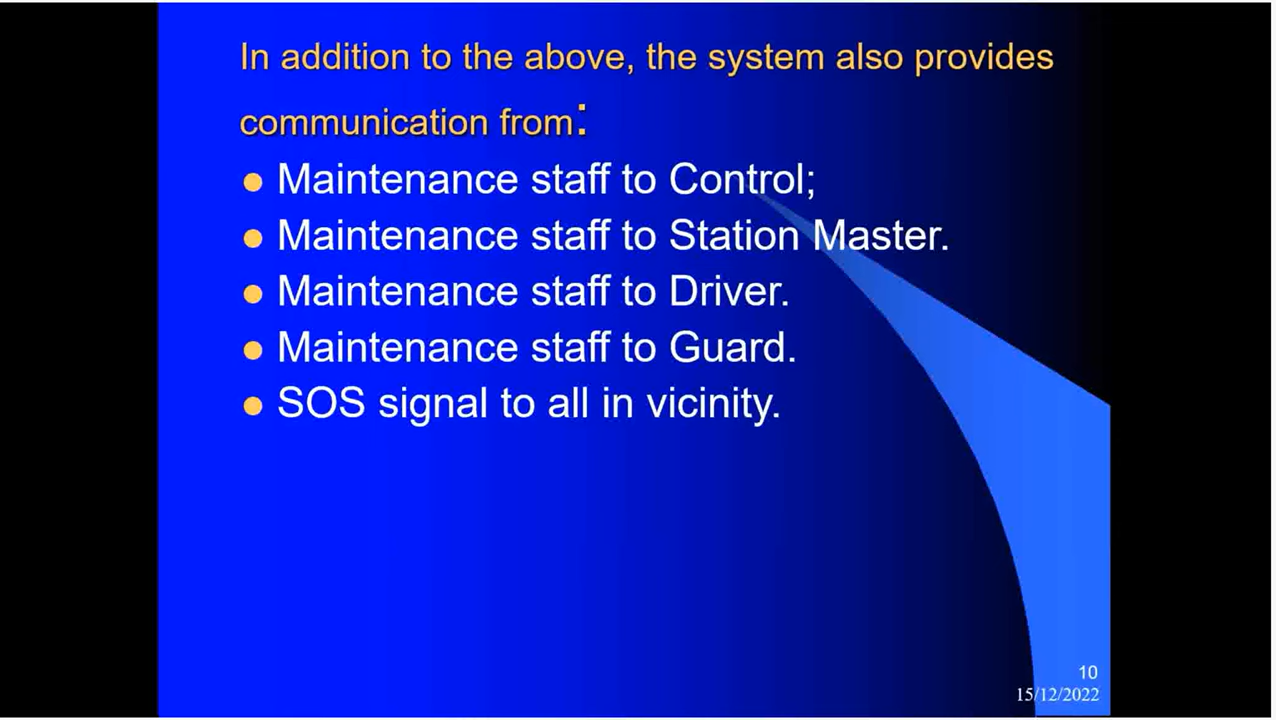 In addition to the above, the system also provides
communication from:
● Maintenance staff to Control;
● Maintenance staff to Station Master.
● Maintenance staff to Driver.
● Maintenance staff to Guard.
● SOS signal to all in vicinity.
10
15/12/2022